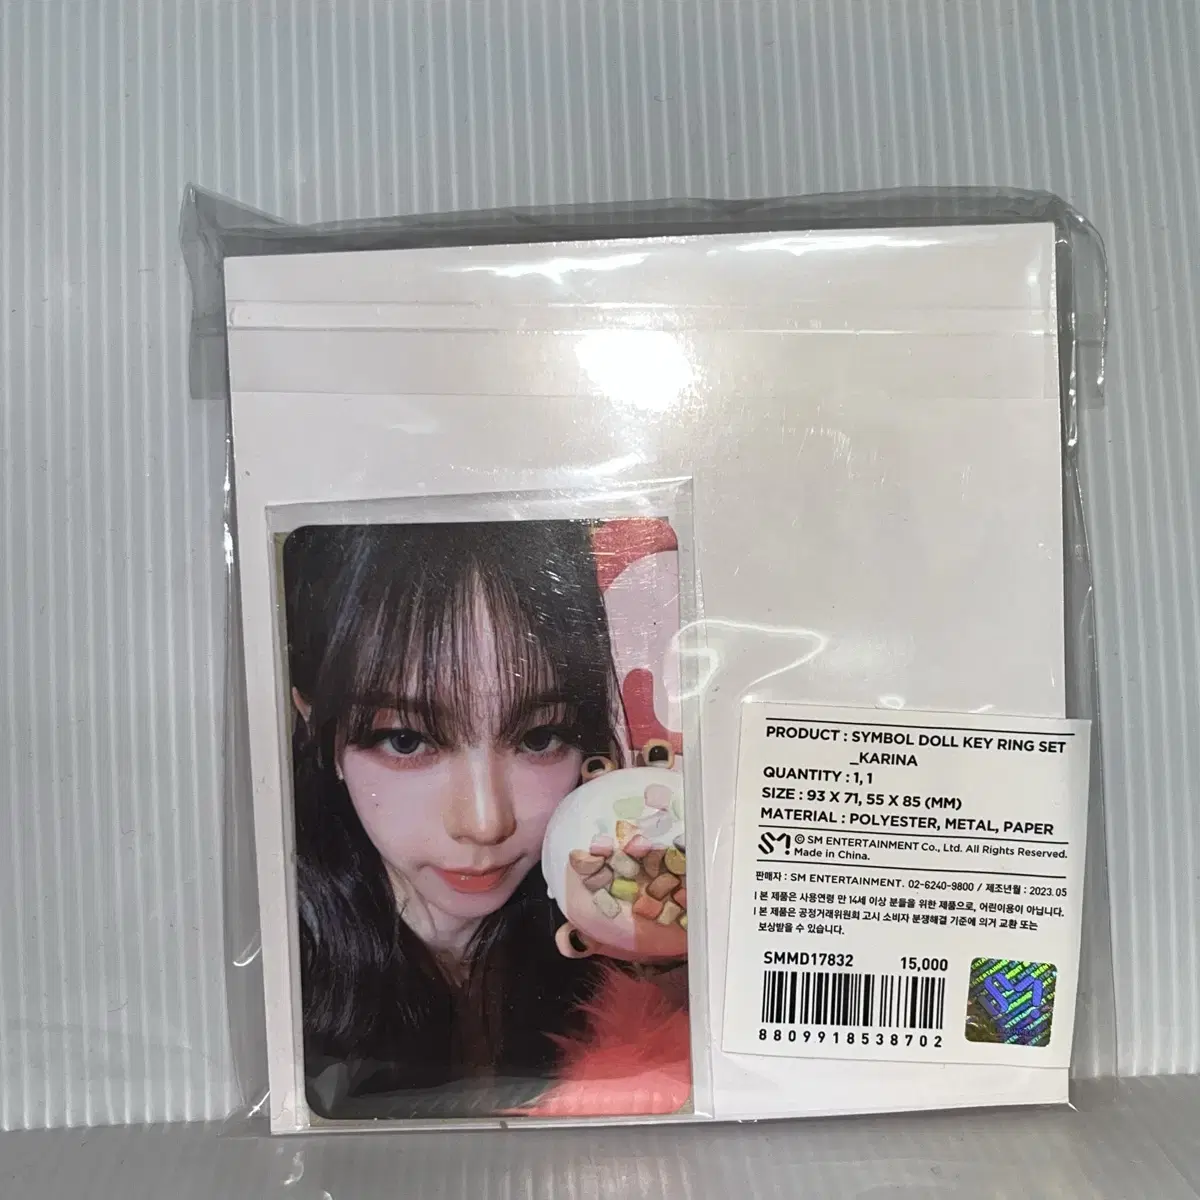 PRODUCT : SYMBOL DOLL KEY RING SET
_KARINA
QUANTITY : 1, 1
SIZE : 93 X 71, 55 X 85 (MM)
MATERIAL : POLYESTER, METAL, PAPER
© SM ENTERTAINMENT Co., Ltd. All Rights Reserved.
Made in China.
판매자 : SM ENTERTAINMENT. 02-6240-9800 / 제조년월 : 2023.05
| 본 제품은 사용연령 만 14세 이상 분들을 위한 제품으로, 어린이용이 아닙니다.
| 본 제품은 공정거래위원회 고시 소비자 분쟁해결 기준에 의거 교환 또는
보상받을 수 있습니다.
SMMD17832 15,000
8809918538702